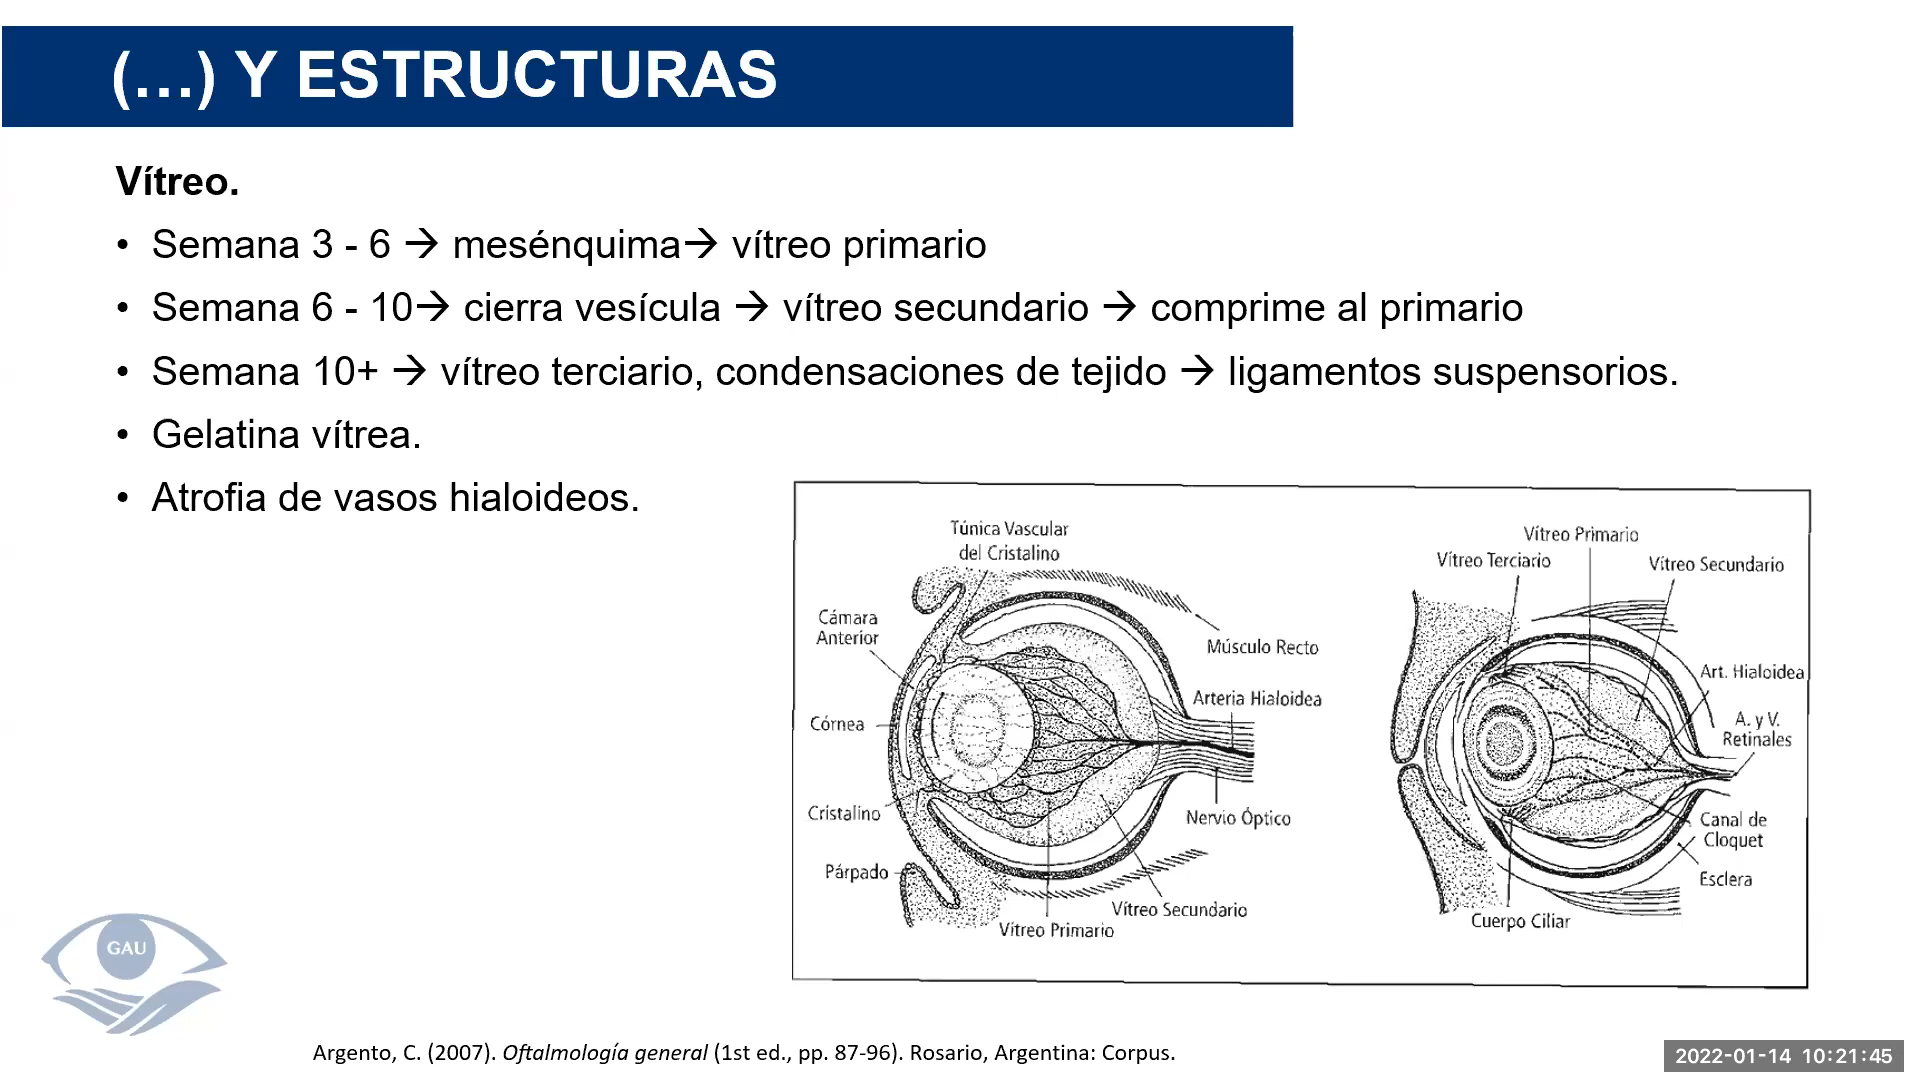 (…) Y ESTRUCTURAS
Vítreo.
• Semana 3 - 6 → mesénquima→ vítreo primario
• Semana 6 - 10→ cierra vesícula → vítreo secundario → comprime al primario
• Semana 10+ → vítreo terciario, condensaciones de tejido → ligamentos suspensorios.
• Gelatina vítrea.
• Atrofia de vasos hialoideos.
Túnica Vascular
del Cristalino
Cámara
Anterior
Músculo Recto
Arteria Hialoidea
Córnea
Cristalino
Nervio Óptico
Párpado
Vítreo Secundario
Vítreo Primario
Vítreo Primario
Vítreo Terciario
Vítreo Secundario
Art. Hialoidea
A. y V.
Retinales
Canal de
Cloquet
Esclera
Cuerpo Ciliar
GAU
Argento, C. (2007). Oftalmología general (1st ed., pp. 87-96). Rosario, Argentina: Corpus.
2022-01-14 10:21:45